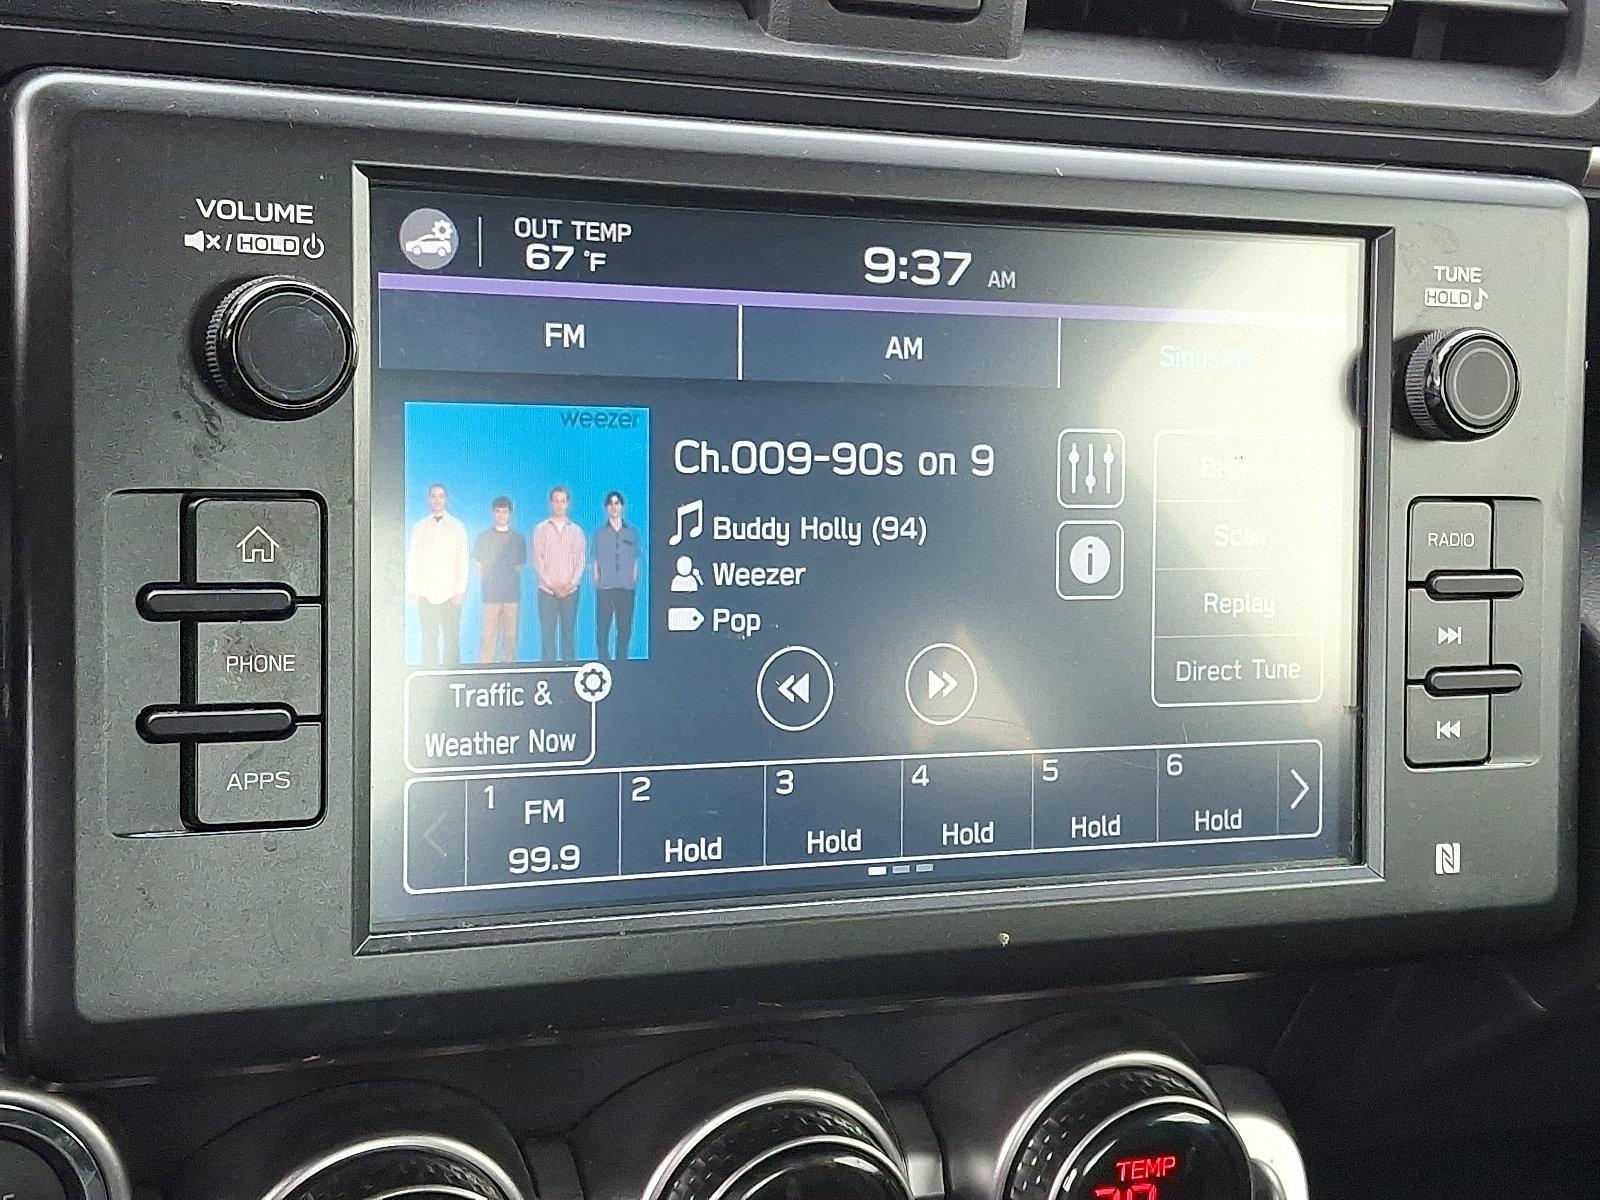 VOLUME
/ HOLD
OUT TEMP
67 °F
9:37 AM
TUNE
HOLD
FM
AM
SiriusXM
weezer
Ch.009-90s on 9
Buddy Holly (94)
Weezer
Pop
Scan
Replay
Direct Tune
Traffic &
Weather Now
PHONE
APPS
RADIO
1 FM
99.9
2 Hold
3 Hold
4 Hold
5 Hold
6 Hold
TEMP